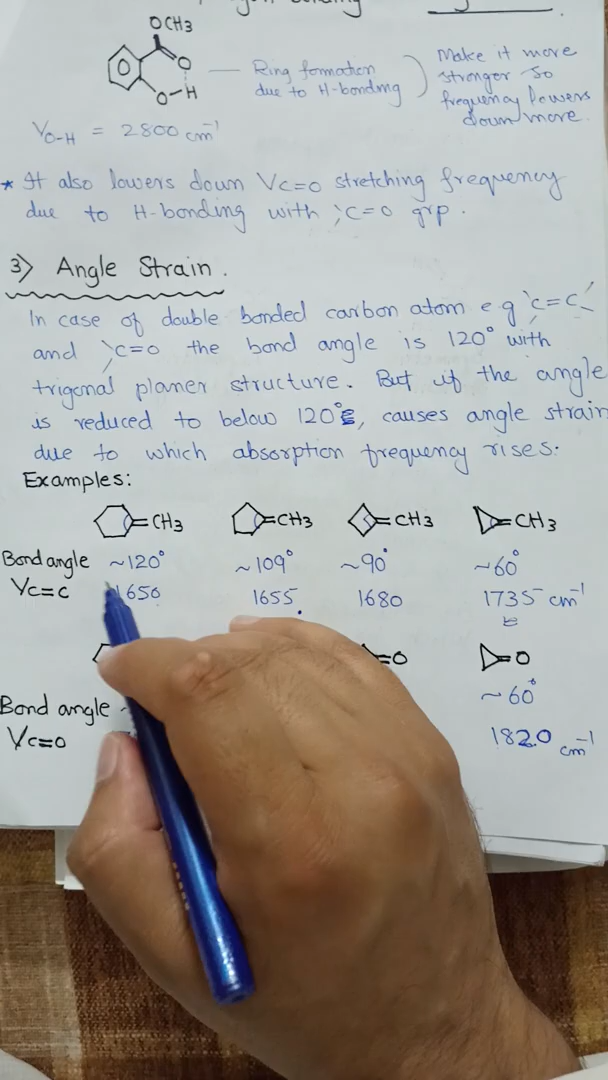 OCH3
O
O-H
Ring formation
due to H-bonding
Make it more
stronger so
frequency lowers
down more.
νO-H = 2800 cm⁻¹
* It also lowers down νC=O stretching frequency
due to H-bonding with >C=O grp.
3) Angle Strain.
In case of double bonded carbon atom e g >C=C<
and >C=O the bond angle is 120° with
trigonal planer structure. But if the angle
is reduced to below 120°, causes angle strain
due to which absorption frequency rises.
Examples:
=CH3 =CH3 =CH3 =CH3
Bond angle ~120° ~109° ~90° ~60°
νC=C 1650 1655 1680 1735 cm⁻¹
=O =O
Bond angle ~60°
νC=O 1820 cm⁻¹